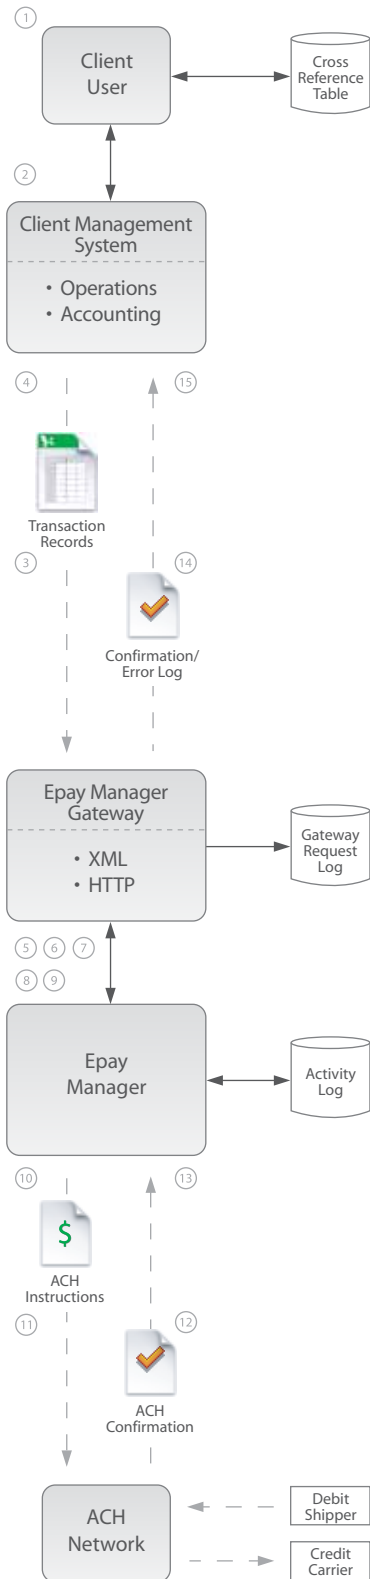 1
Client
User
Cross
Reference
Table
2
Client Management
System
• Operations
• Accounting
4
15
Transaction
Records
3
14
Confirmation/
Error Log
Epay Manager
Gateway
• XML
• HTTP
Gateway
Request
Log
5 6 7
8 9
Epay
Manager
Activity
Log
10
13
$
ACH
Instructions
11
12
ACH
Confirmation
ACH
Network
Debit
Shipper
Credit
Carrier